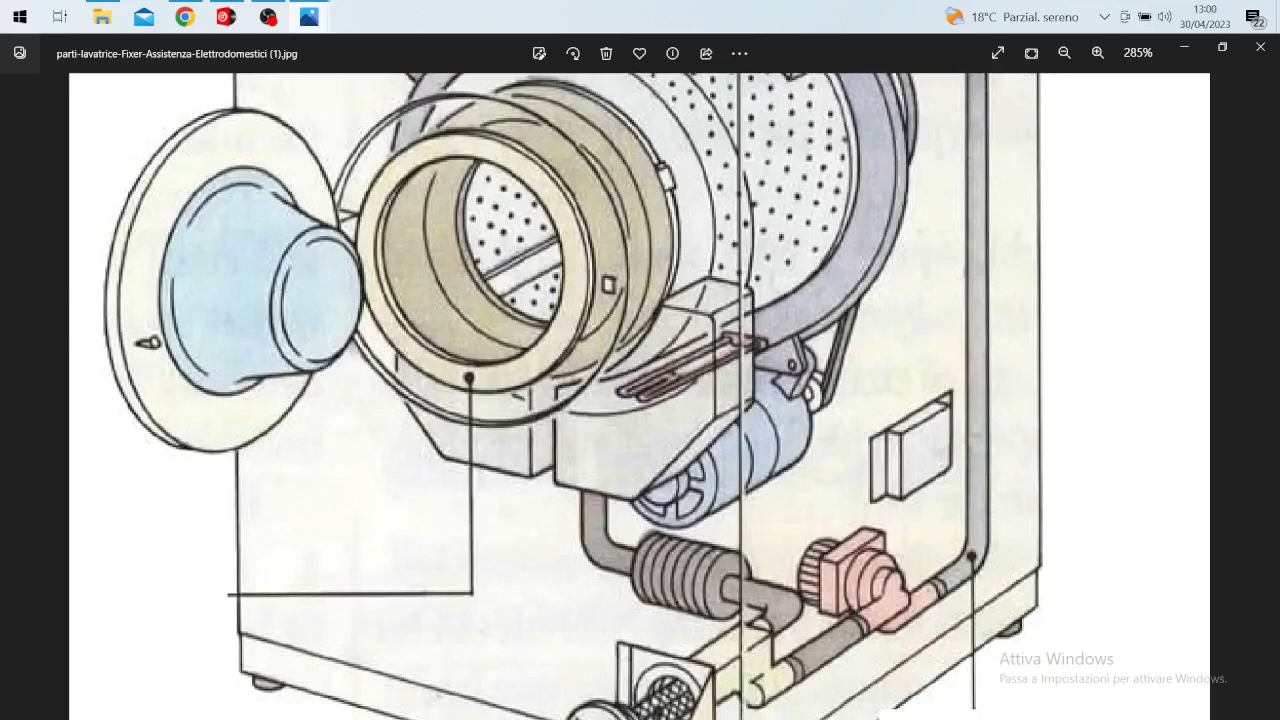 18°C Parzial. sereno
13:00
30/04/2023
22
parti-lavatrice-Fixer-Assistenza-Elettrodomestici (1).jpg
285%
Attiva Windows
Passa a Impostazioni per attivare Windows.